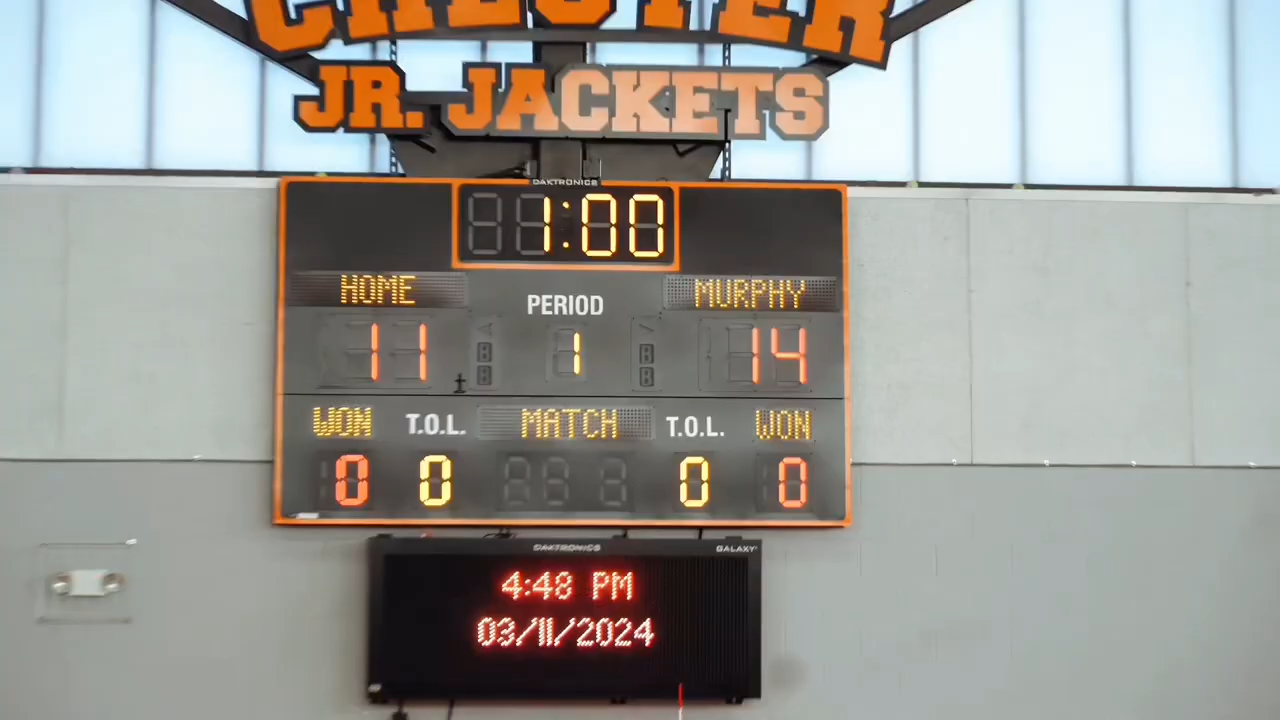 CHESTER
JR. JACKETS
DAKTRONICS
1:00
HOME
PERIOD
MURPHY
11
1
14
WON
T.O.L.
MATCH
T.O.L.
WON
0
0
0
0
DAKTRONICS
GALAXY
4:48 PM
03/11/2024